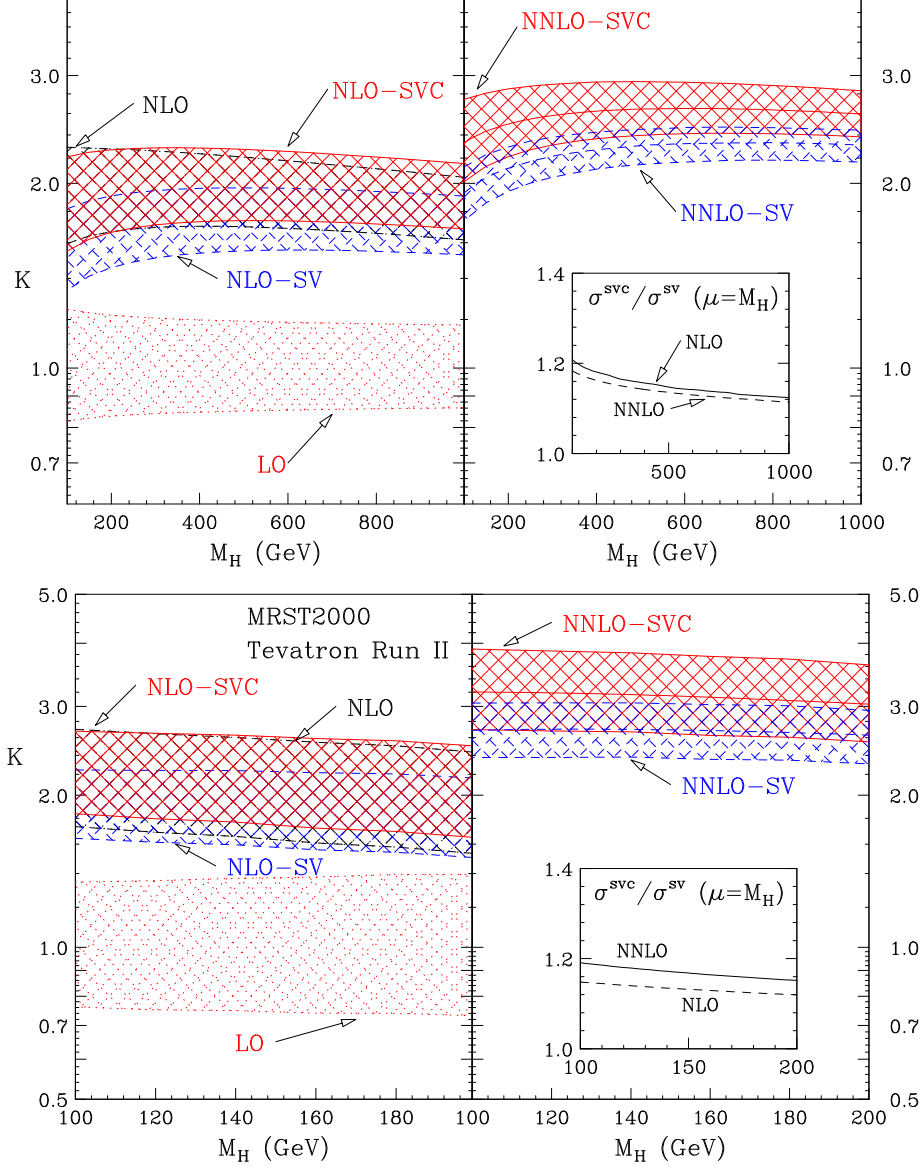 NNLO-SVC
3.0
NLO
NLO-SVC
3.0
2.0
NNLO-SV
2.0
K
NLO-SV
1.4
σ^svc/σ^sv (μ=M_H)
NLO
1.2
NNLO
1.0
500
1000
1.0
1.0
LO
0.7
0.7
200
400
600
800
200
400
600
800
1000
M_H (GeV)
M_H (GeV)
5.0
MRST2000
Tevatron Run II
NNLO-SVC
5.0
NLO-SVC
NLO
3.0
3.0
K
NNLO-SV
2.0
2.0
NLO-SV
1.4
σ^svc/σ^sv (μ=M_H)
NNLO
1.2
NLO
1.0
100
150
200
1.0
1.0
LO
0.7
0.7
0.5
0.5
100
120
140
160
180
100
120
140
160
180
200
M_H (GeV)
M_H (GeV)